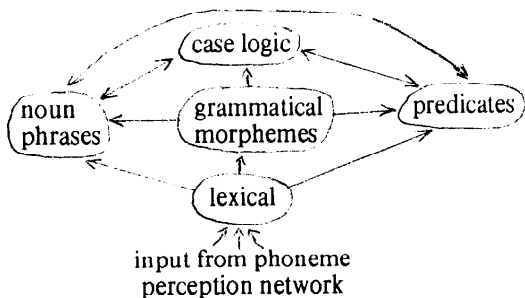 case logic
noun
phrases
grammatical
morphemes
predicates
lexical
input from phoneme
perception network